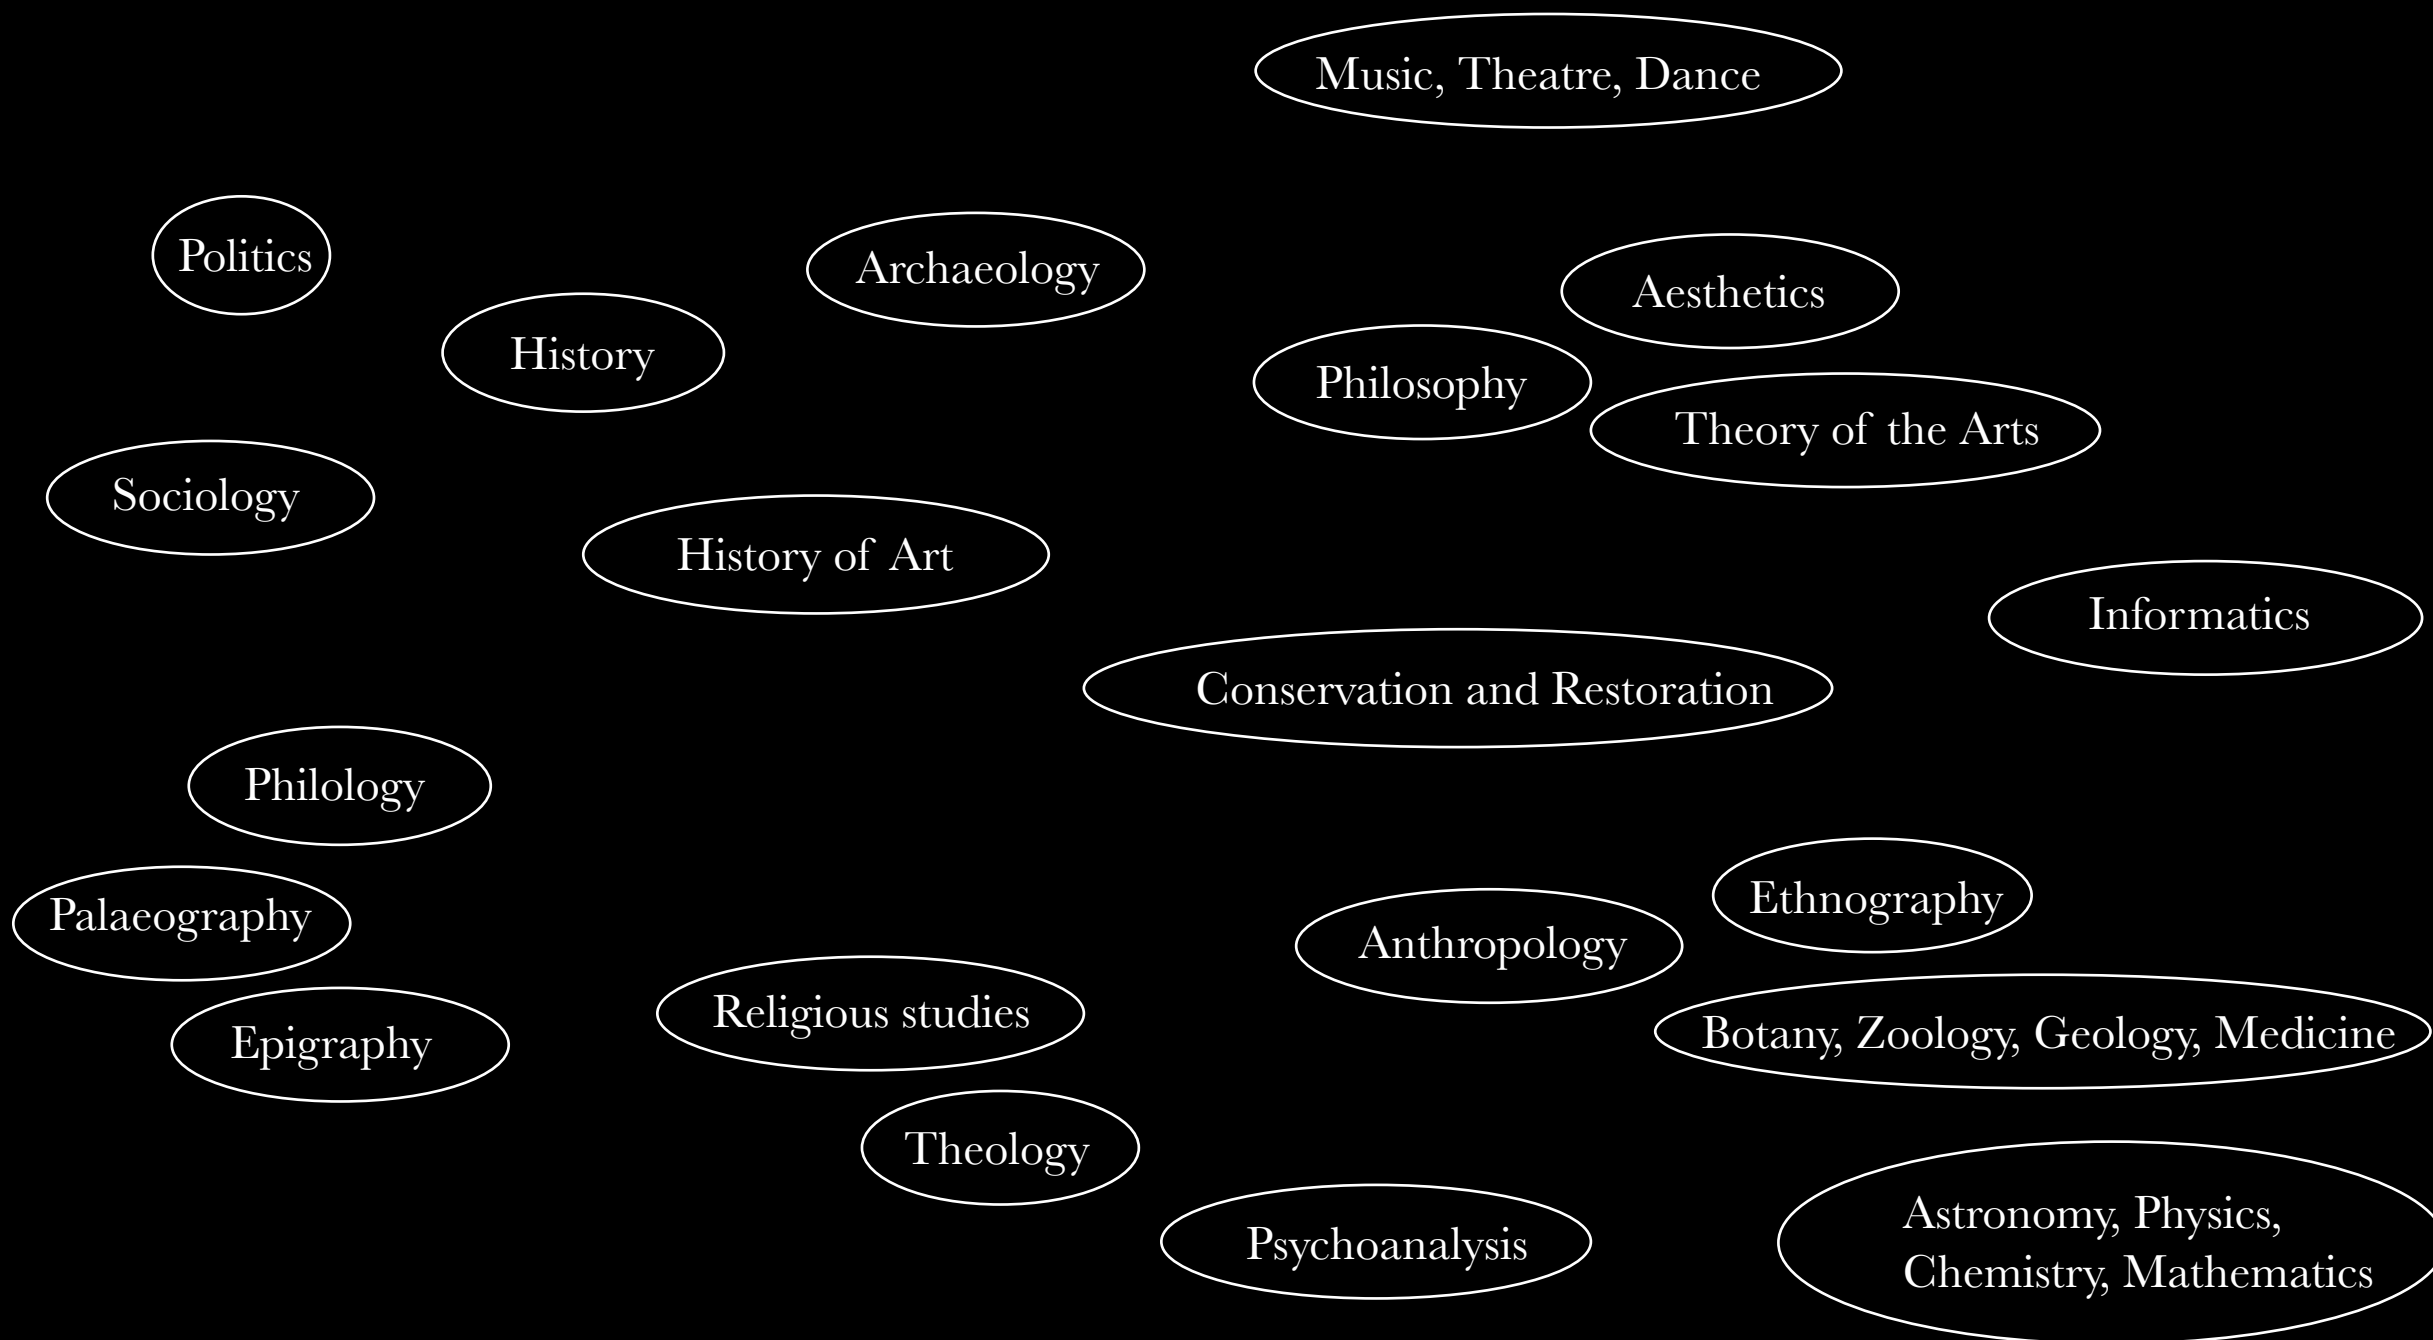 Music, Theatre, Dance
Politics
Archaeology
Aesthetics
History
Philosophy
Theory of the Arts
Sociology
History of Art
Informatics
Conservation and Restoration
Philology
Palaeography
Ethnography
Anthropology
Religious studies
Epigraphy
Botany, Zoology, Geology, Medicine
Theology
Psychoanalysis
Astronomy, Physics,
Chemistry, Mathematics